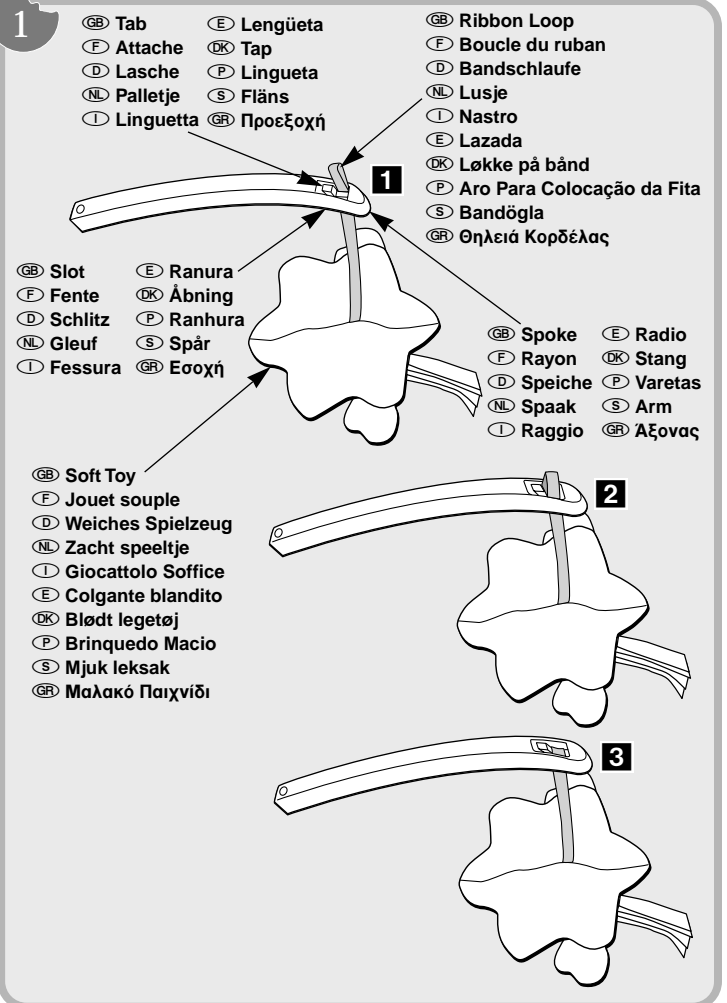 1
GB Tab
F Attache
D Lasche
NL Palletje
I Linguetta
E Lengüeta
DK Tap
P Lingueta
S Fläns
GR Προεξοχή
GB Ribbon Loop
F Boucle du ruban
D Bandschlaufe
NL Lusje
I Nastro
E Lazada
DK Løkke på bånd
P Aro Para Colocação da Fita
S Bandögla
GR Θηλειά Κορδέλας
1
GB Slot
F Fente
D Schlitz
NL Gleuf
I Fessura
E Ranura
DK Åbning
P Ranhura
S Spår
GR Εσοχή
GB Spoke
F Rayon
D Speiche
NL Spaak
I Raggio
E Radio
DK Stang
P Varetas
S Arm
GR Άξονας
GB Soft Toy
F Jouet souple
D Weiches Spielzeug
NL Zacht speeltje
I Giocattolo Soffice
E Colgante blandito
DK Blødt legetøj
P Brinquedo Macio
S Mjuk leksak
GR Μαλακό Παιχνίδι
2
3